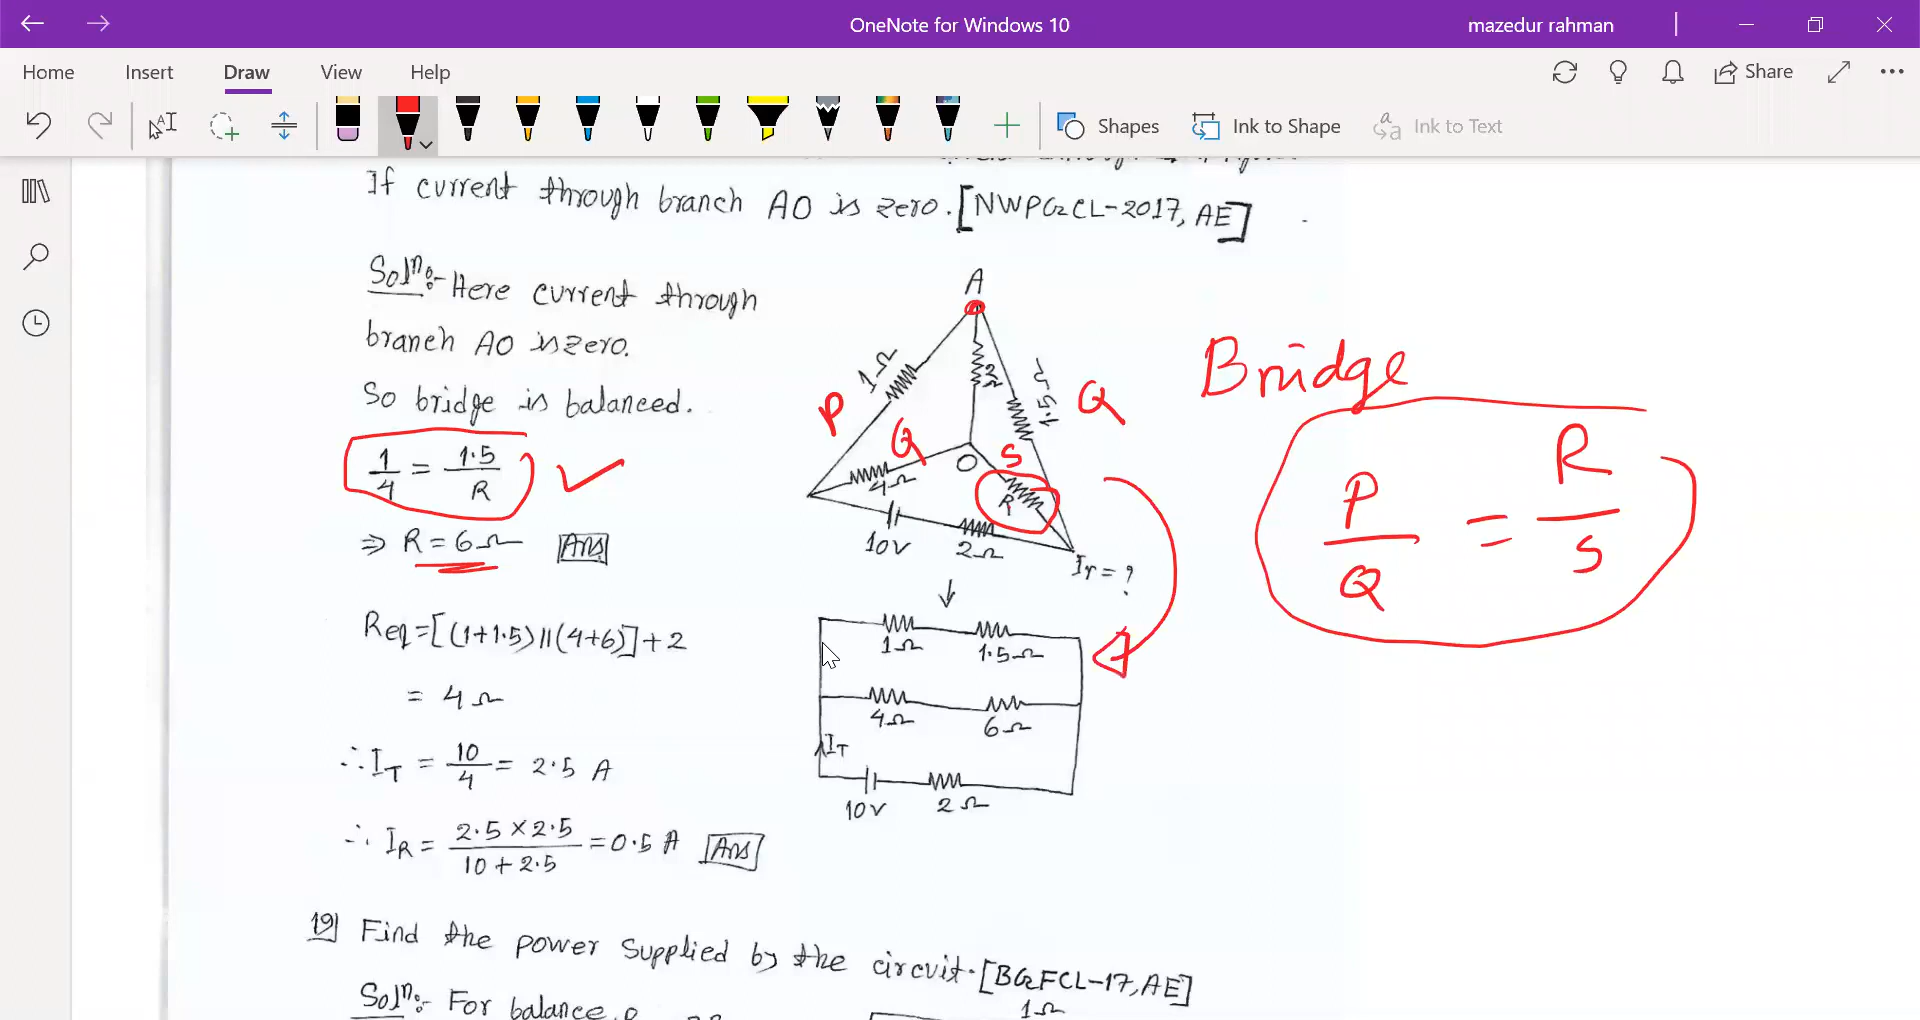 OneNote for Windows 10
mazedur rahman
Home Insert Draw View Help
Share
Shapes Ink to Shape Ink to Text
If current through branch AO is zero. [NWPG2CL-2017, AE]
Solnº:- Here current through
branch AO is zero.
So bridge is balanced.
1/4 = 1.5/R
⇒ R = 6Ω Ans
Req = [(1+1.5)||(4+6)]+2
= 4Ω
∴ IT = 10/4 = 2.5 A
∴ IR = 2.5×2.5/10+2.5 = 0.5 A Ans
A
1Ω
1.5Ω
P
Q
Q
S
O
4Ω
R
10V
2Ω
Ir = ?
1Ω
1.5Ω
4Ω
6Ω
IT
10V
2Ω
Bridge
P/Q = R/S
19 Find the power supplied by the circuit. [BG2FCL-17, AE]
Solnº:- For balance,
1Ω